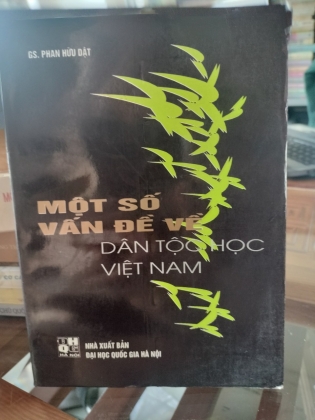 GS. PHAN HỮU DẬT
MỘT SỐ
VẤN ĐỀ VỀ
DÂN TỘC HỌC
VIỆT NAM
NHÀ XUẤT BẢN
ĐẠI HỌC QUỐC GIA HÀ NỘI